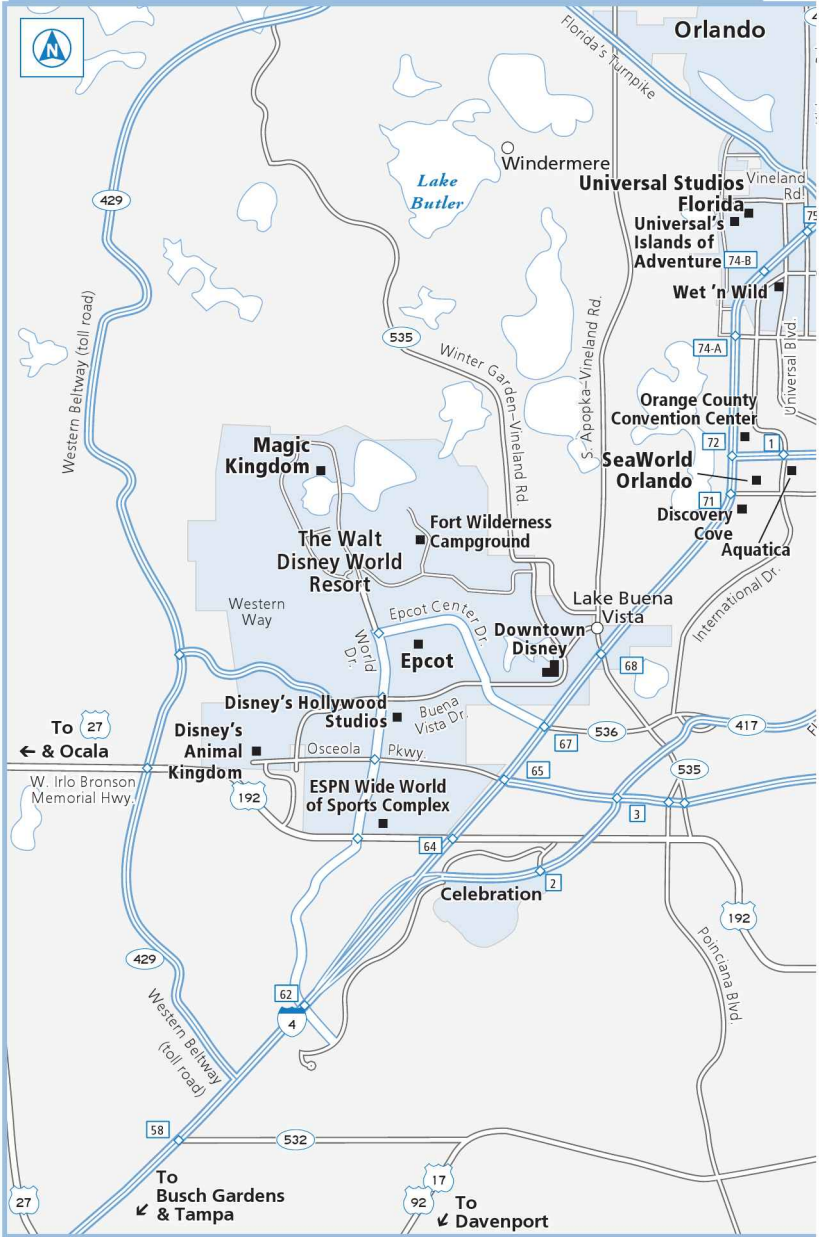 N
Orlando
4
Florida's Turnpike
Windermere
Lake
Butler
Universal Studios
Florida
Vineland
Rd.
429
Universal's
Islands of
Adventure
75
74-B
Wet 'n Wild
Western Beltway (toll road)
535
Winter Garden–Vineland Rd.
S. Apopka–Vineland Rd.
74-A
Universal Blvd.
Orange County
Convention Center
72
1
Magic
Kingdom
SeaWorld
Orlando
71
Discovery
Cove
Aquatica
Fort Wilderness
Campground
The Walt
Disney World
Resort
International Dr.
Western
Way
Epcot Center Dr.
Lake Buena
Vista
World
Dr.
Downtown
Disney
Epcot
68
Disney's Hollywood
Studios
Buena
Vista Dr.
To 27
← & Ocala
Disney's
Animal
Kingdom
Osceola Pkwy.
67
536
417
Fl
65
535
W. Irlo Bronson
Memorial Hwy.
192
ESPN Wide World
of Sports Complex
3
64
Celebration
2
192
429
Poinciana Blvd.
62
4
Western Beltway
(toll road)
58
532
27
To
Busch Gardens
& Tampa
17
92
To
Davenport